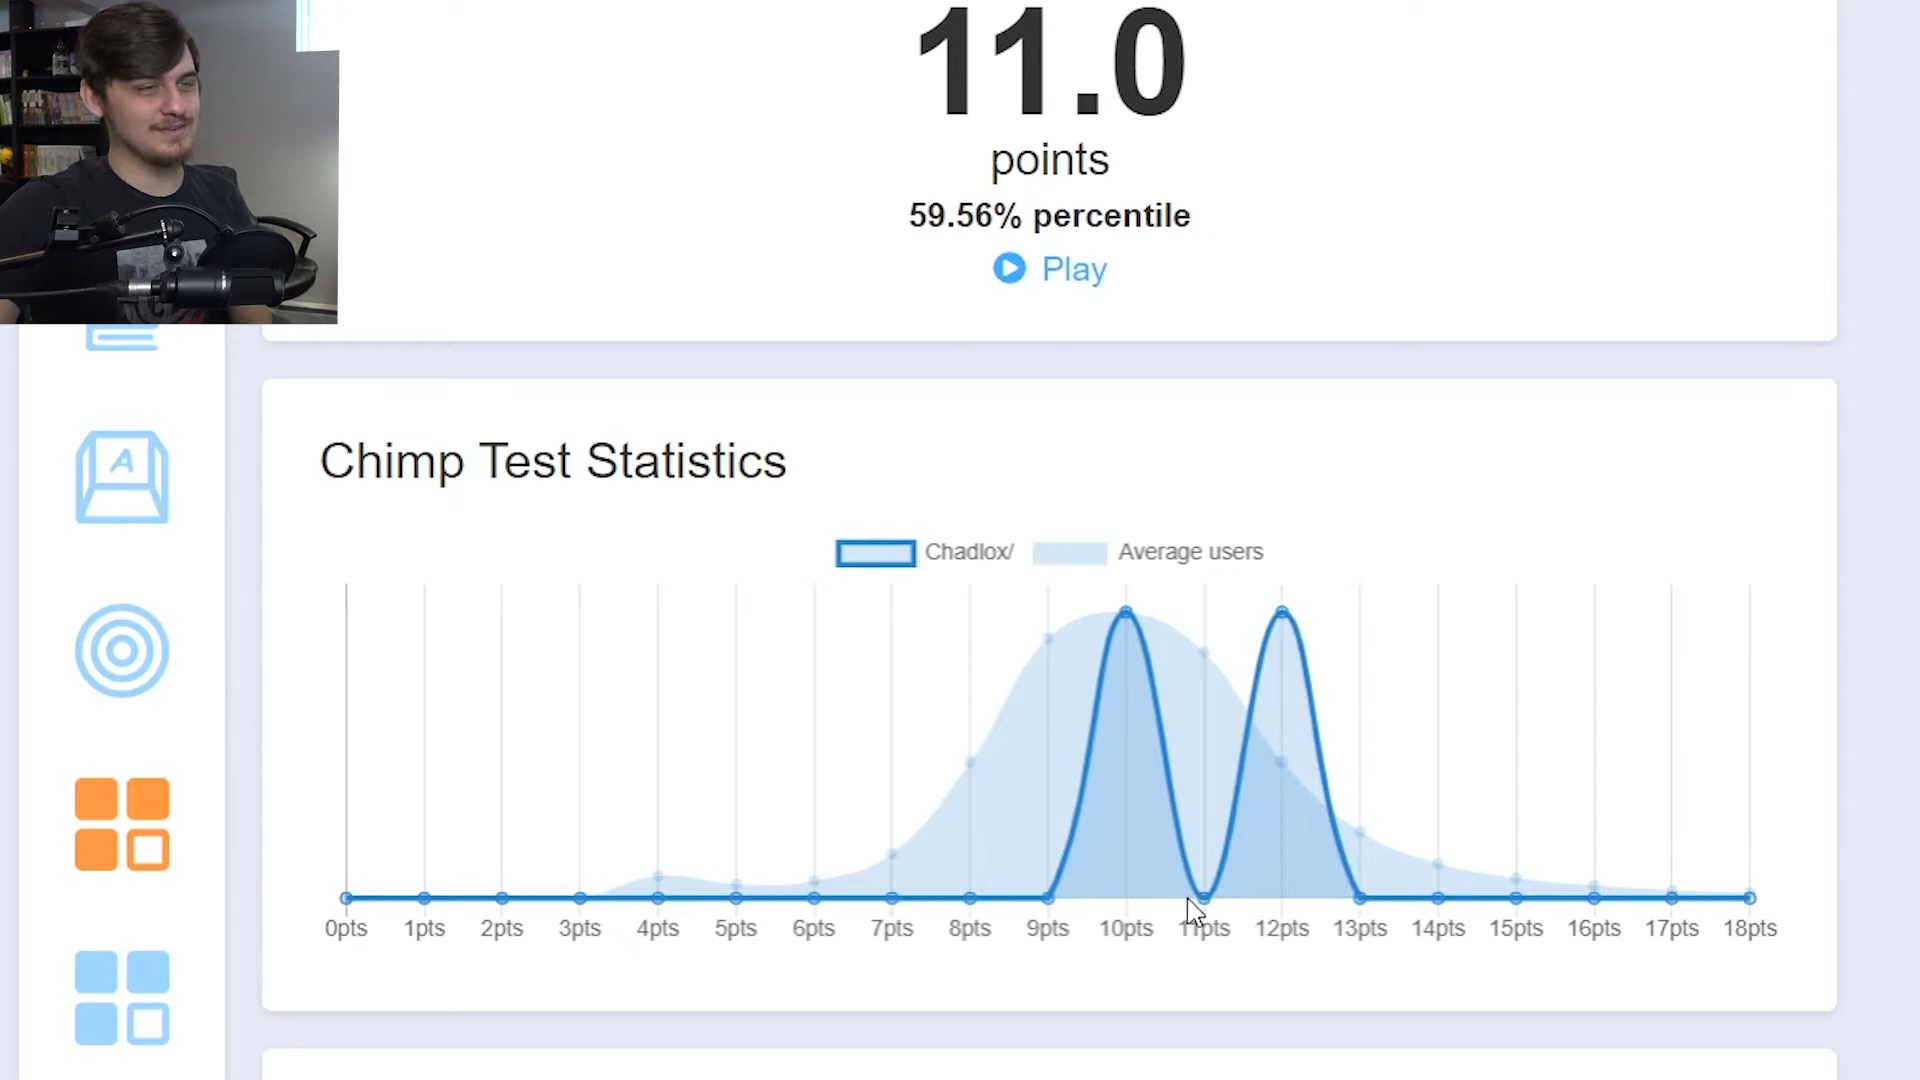 11.0
points
59.56% percentile
Play
A
Chimp Test Statistics
Chadlox/ Average users
0pts 1pts 2pts 3pts 4pts 5pts 6pts 7pts 8pts 9pts 10pts 11pts 12pts 13pts 14pts 15pts 16pts 17pts 18pts